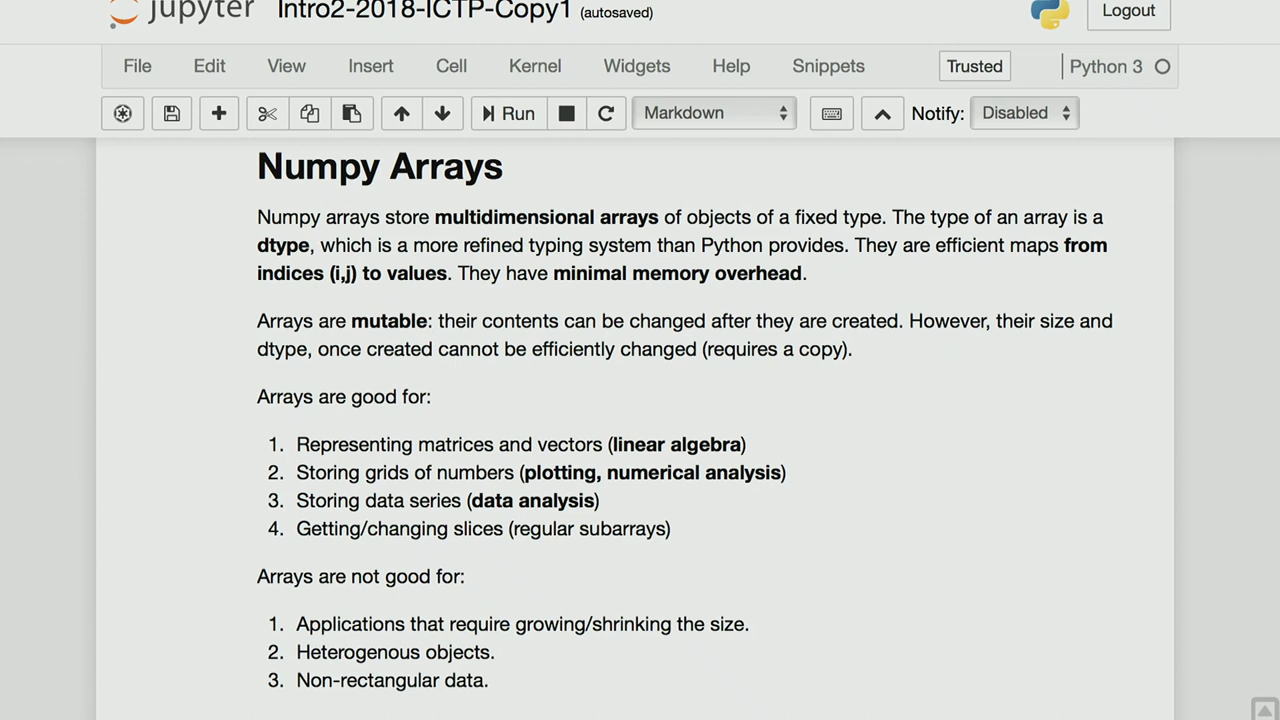 jupyter Intro2-2018-ICTP-Copy1 (autosaved) Logout
File Edit View Insert Cell Kernel Widgets Help Snippets Trusted Python 3
Run Markdown Notify: Disabled
Numpy Arrays
Numpy arrays store multidimensional arrays of objects of a fixed type. The type of an array is a
dtype, which is a more refined typing system than Python provides. They are efficient maps from
indices (i,j) to values. They have minimal memory overhead.
Arrays are mutable: their contents can be changed after they are created. However, their size and
dtype, once created cannot be efficiently changed (requires a copy).
Arrays are good for:
1. Representing matrices and vectors (linear algebra)
2. Storing grids of numbers (plotting, numerical analysis)
3. Storing data series (data analysis)
4. Getting/changing slices (regular subarrays)
Arrays are not good for:
1. Applications that require growing/shrinking the size.
2. Heterogenous objects.
3. Non-rectangular data.